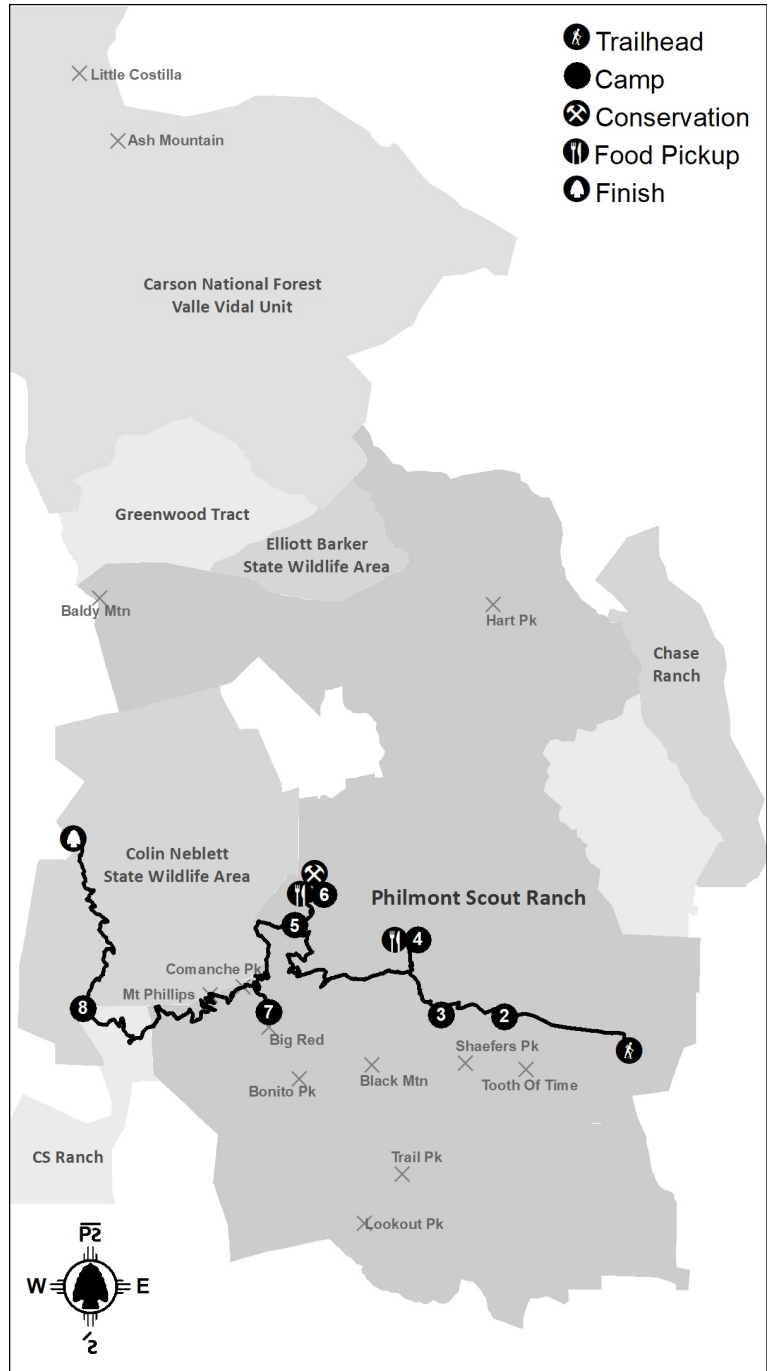 Trailhead
Camp
Conservation
Food Pickup
Finish
Little Costilla
Ash Mountain
Carson National Forest
Valle Vidal Unit
Greenwood Tract
Elliott Barker
State Wildlife Area
Baldy Mtn
Hart Pk
Chase
Ranch
Colin Neblett
State Wildlife Area
Philmont Scout Ranch
6
5
4
Comanche Pk
Mt Phillips
8
7
3
2
Big Red
Shaefers Pk
Bonito Pk
Black Mtn
Tooth Of Time
CS Ranch
Trail Pk
Lookout Pk
W
E